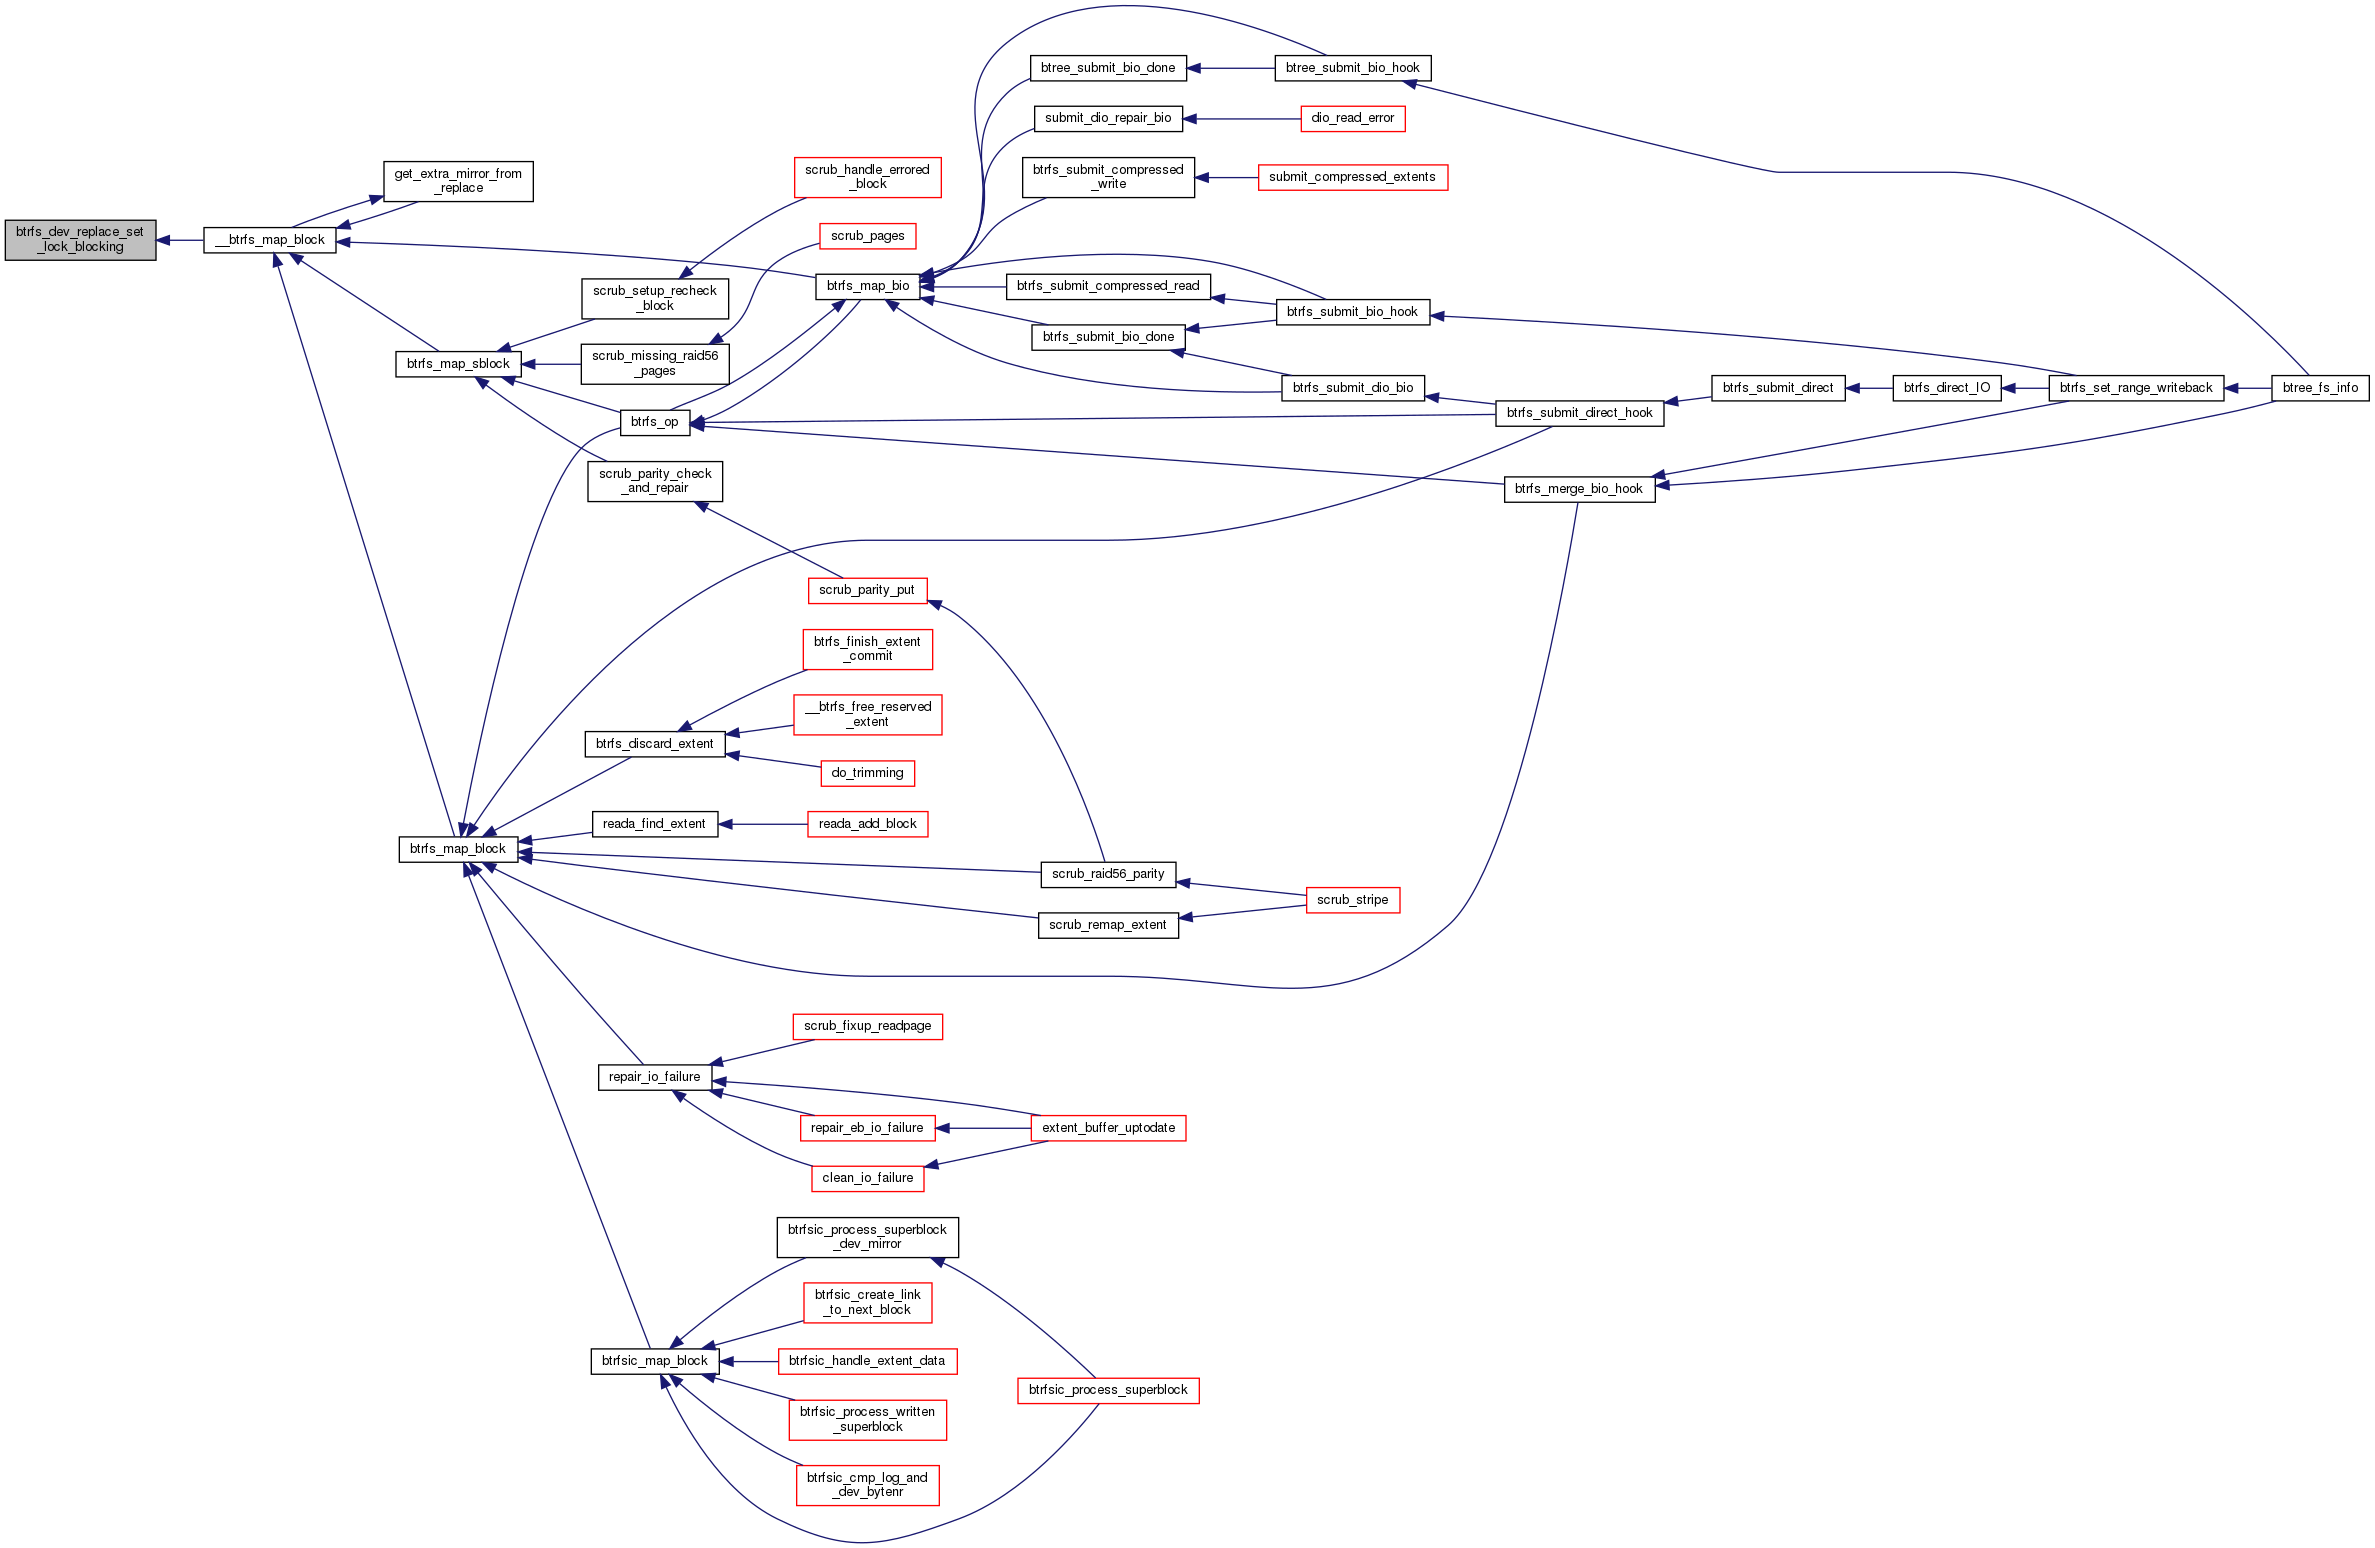 btrfs_dev_replace_set
_lock_blocking
__btrfs_map_block
get_extra_mirror_from
_replace
btrfs_map_bio
btree_submit_bio_done
btree_submit_bio_hook
submit_dio_repair_bio
dio_read_error
btrfs_submit_compressed
_write
submit_compressed_extents
scrub_handle_errored
_block
scrub_pages
scrub_setup_recheck
_block
scrub_missing_raid56
_pages
btrfs_map_sblock
btrfs_op
scrub_parity_check
_and_repair
btrfs_submit_compressed_read
btrfs_submit_bio_hook
btrfs_submit_bio_done
btrfs_submit_dio_bio
btrfs_submit_direct_hook
btrfs_submit_direct
btrfs_direct_IO
btrfs_set_range_writeback
btree_fs_info
btrfs_merge_bio_hook
scrub_parity_put
btrfs_finish_extent
_commit
__btrfs_free_reserved
_extent
btrfs_discard_extent
do_trimming
reada_find_extent
reada_add_block
btrfs_map_block
scrub_raid56_parity
scrub_stripe
scrub_remap_extent
scrub_fixup_readpage
repair_io_failure
repair_eb_io_failure
extent_buffer_uptodate
clean_io_failure
btrfsic_process_superblock
_dev_mirror
btrfsic_create_link
_to_next_block
btrfsic_map_block
btrfsic_handle_extent_data
btrfsic_process_superblock
btrfsic_process_written
_superblock
btrfsic_cmp_log_and
_dev_bytenr